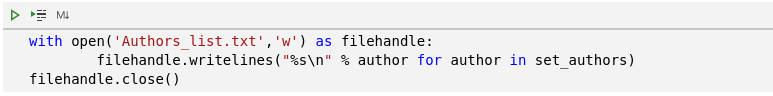 M↓
with open('Authors_list.txt','w') as filehandle:
        filehandle.writelines("%s\n" % author for author in set_authors)
filehandle.close()